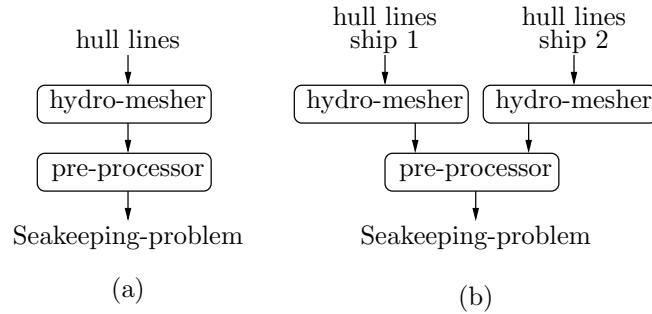 hull lines
hydro-mesher
pre-processor
Seakeeping-problem
(a)
hull lines
ship 1
hull lines
ship 2
hydro-mesher
hydro-mesher
pre-processor
Seakeeping-problem
(b)